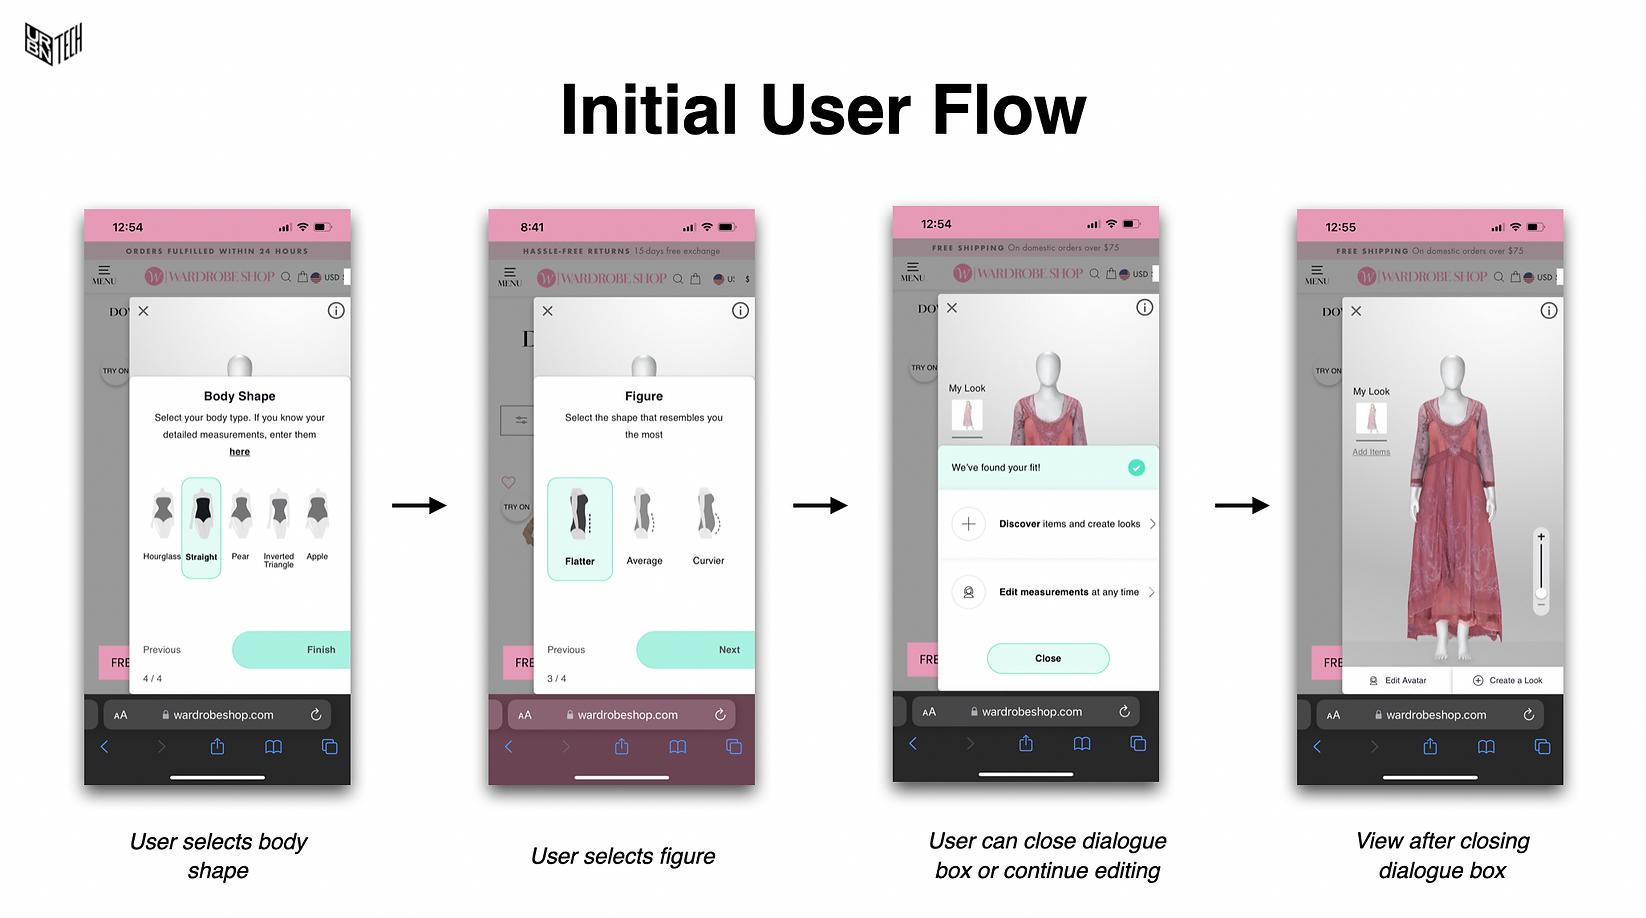 URBN TECH
Initial User Flow
12:54
ORDERS FULFILLED WITHIN 24 HOURS
MENU
W | WARDROBE SHOP
USD
DO
TRY ON
Body Shape
Select your body type. If you know your
detailed measurements, enter them
here
Hourglass
Straight
Pear
Inverted
Triangle
Apple
Previous
Finish
FRE
4 / 4
AA
wardrobeshop.com
User selects body
shape
8:41
HASSLE-FREE RETURNS 15-days free exchange
MENU
W | WARDROBE SHOP
U: $
D
TRY ON
Figure
Select the shape that resembles you
the most
Flatter
Average
Curvier
Previous
Next
FRE
3 / 4
AA
wardrobeshop.com
User selects figure
12:54
FREE SHIPPING On domestic orders over $75
MENU
W | WARDROBE SHOP
USD
DO
TRY ON
My Look
We've found your fit!
Discover items and create looks
Edit measurements at any time
FRE
Close
AA
wardrobeshop.com
User can close dialogue
box or continue editing
12:55
FREE SHIPPING On domestic orders over $75
MENU
W | WARDROBE SHOP
USD
DO
TRY ON
My Look
Add Items
FRE
Edit Avatar
Create a Look
AA
wardrobeshop.com
View after closing
dialogue box